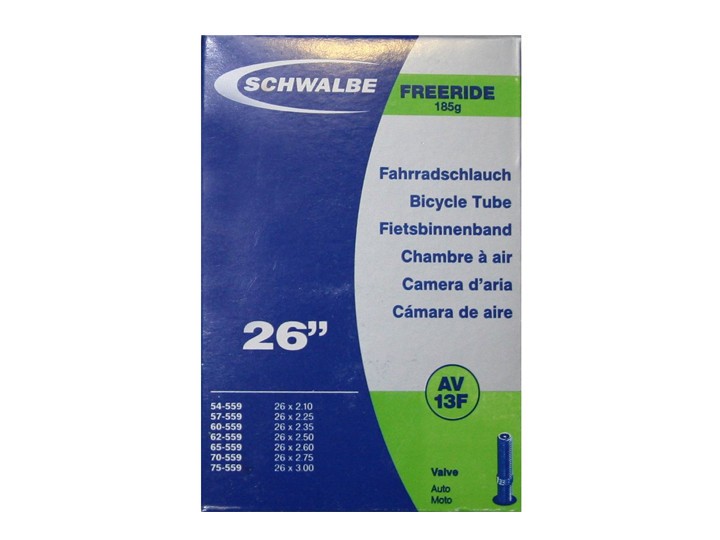 SCHWALBE
FREERIDE
185g
Fahrradschlauch
Bicycle Tube
Fietsbinnenband
Chambre à air
Camera d'aria
Cámara de aire
26”
54-559 26 x 2.10
57-559 26 x 2.25
60-559 26 x 2.35
62-559 26 x 2.50
65-559 26 x 2.60
70-559 26 x 2.75
75-559 26 x 3.00
AV
13F
Valve
Auto
Moto